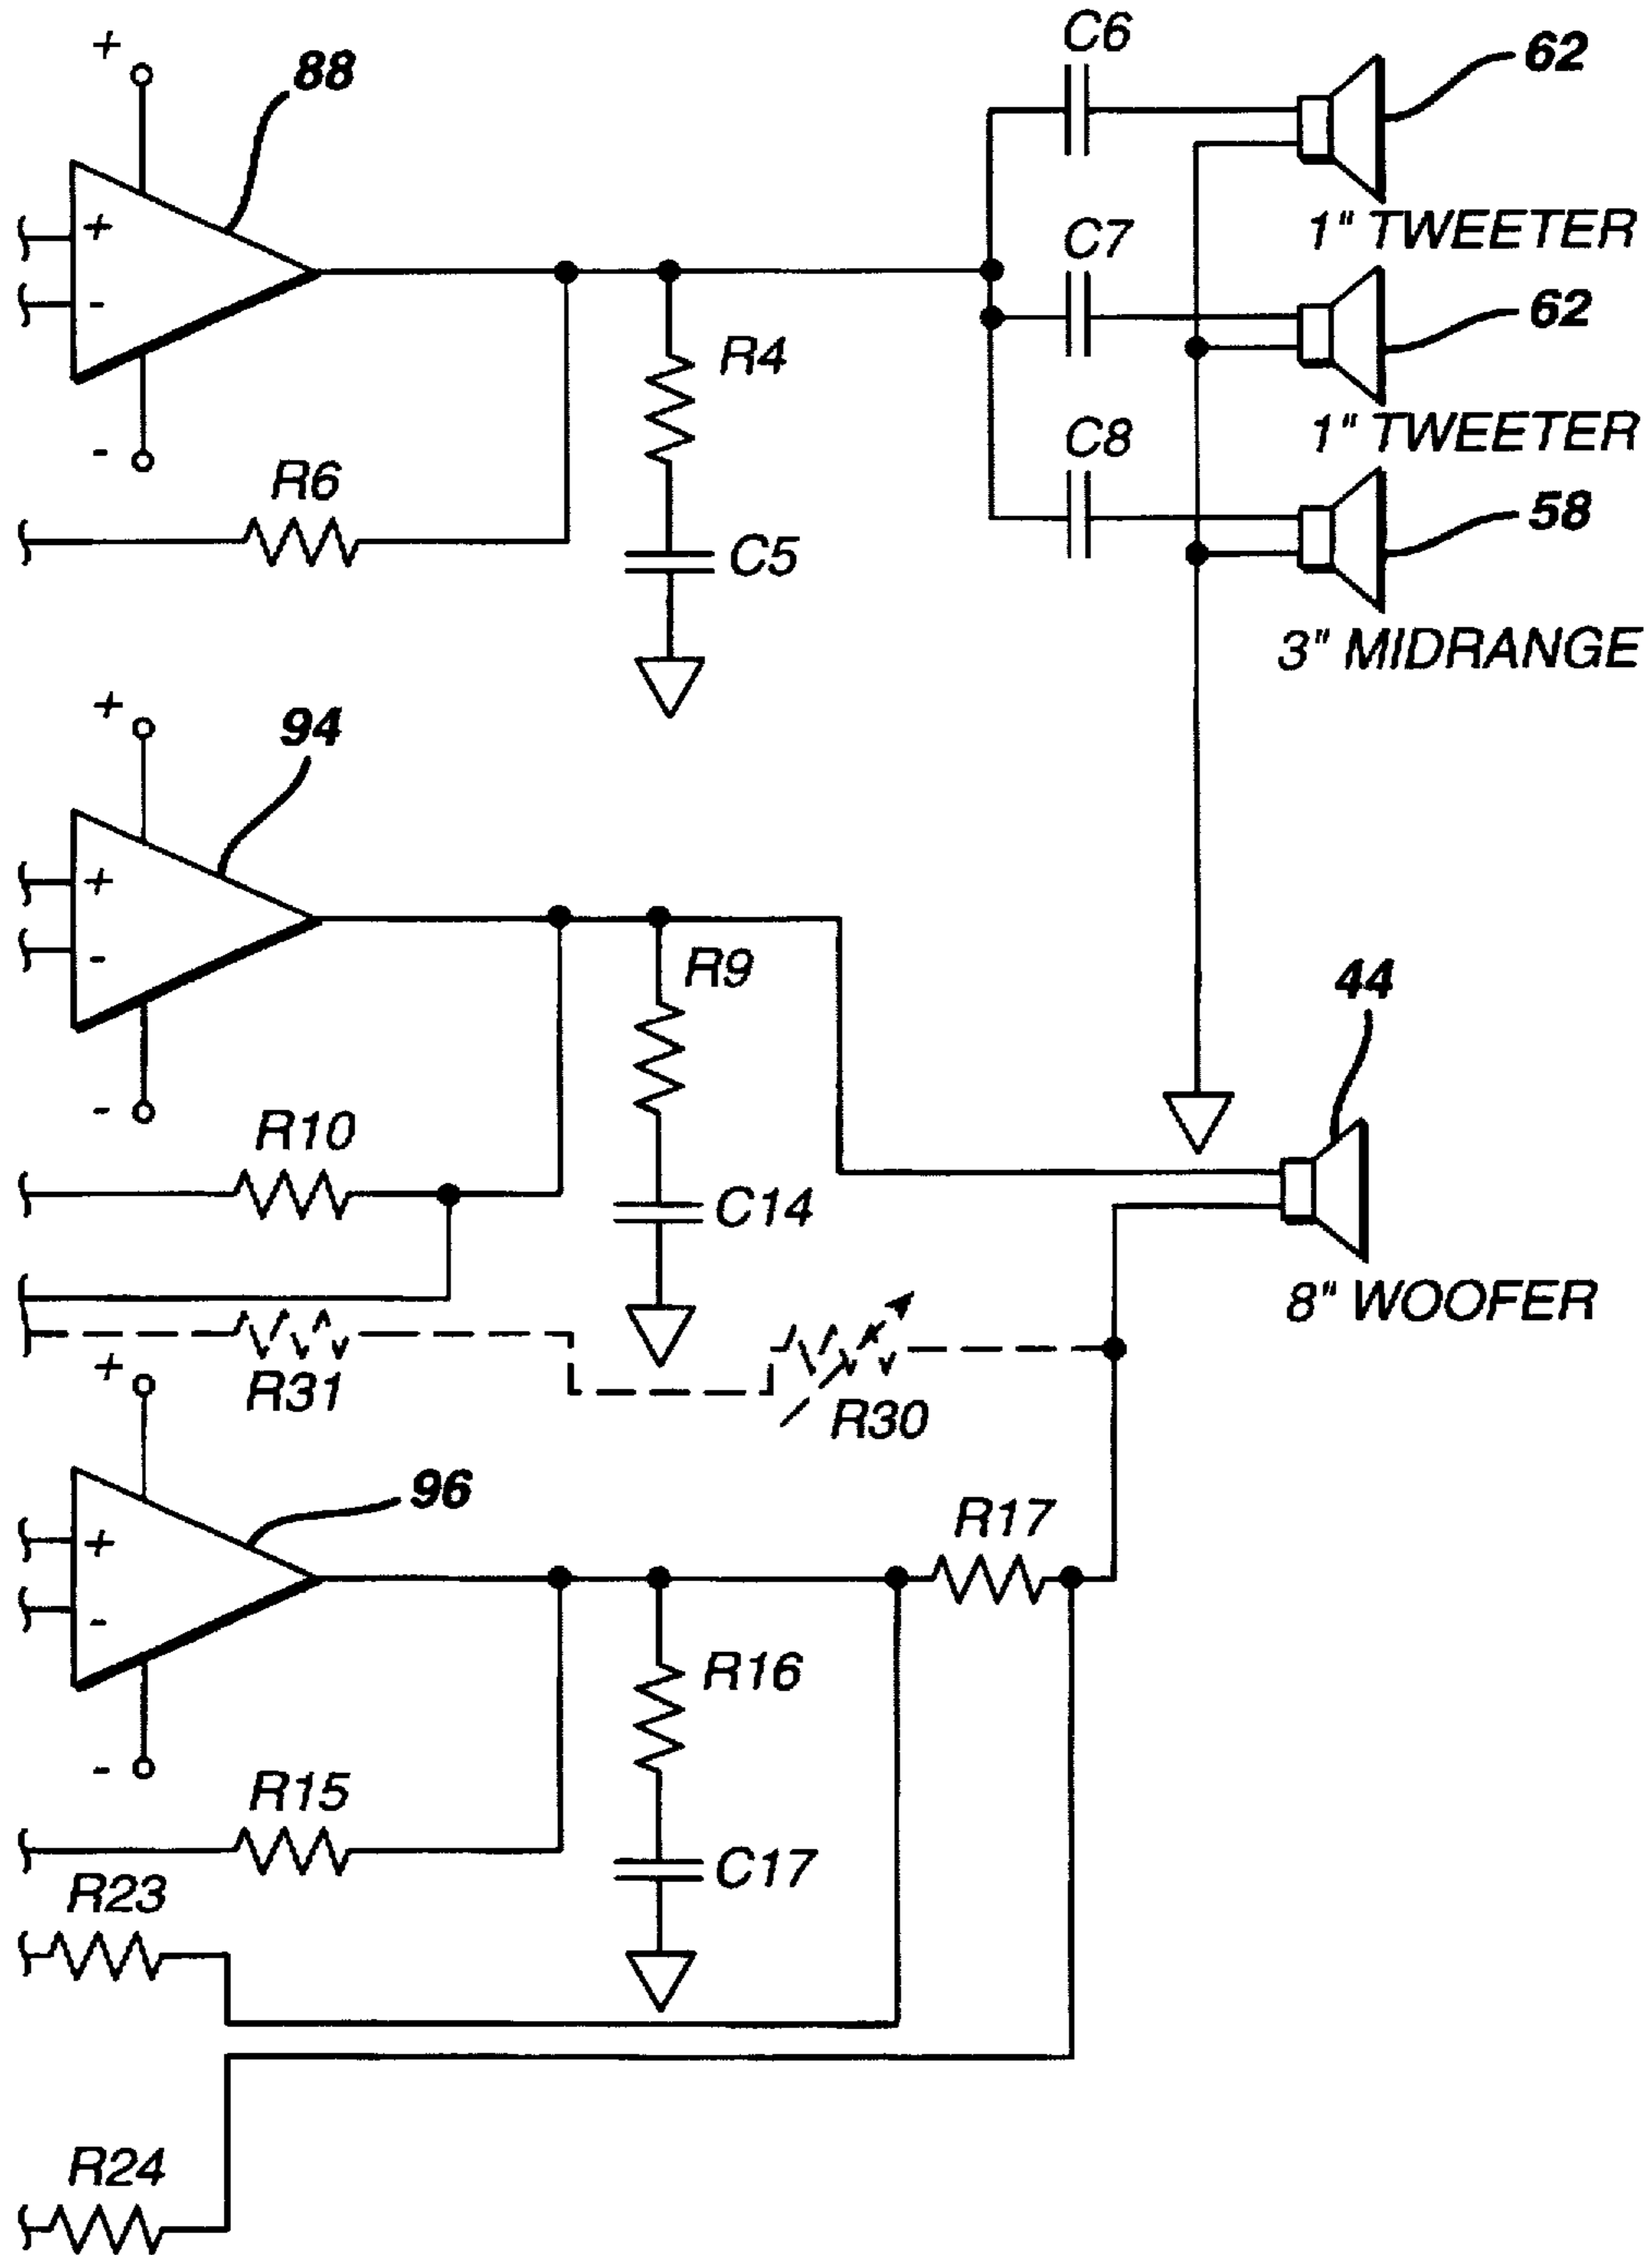 C6
+
88
62
+
-
1" TWEETER
C7
62
R4
1" TWEETER
-
C8
R6
58
C5
3" MIDRANGE
+
94
+
-
R9
44
-
R10
C14
8" WOOFER
+
R31
R30
96
R17
+
-
R16
-
R15
C17
R23
R24